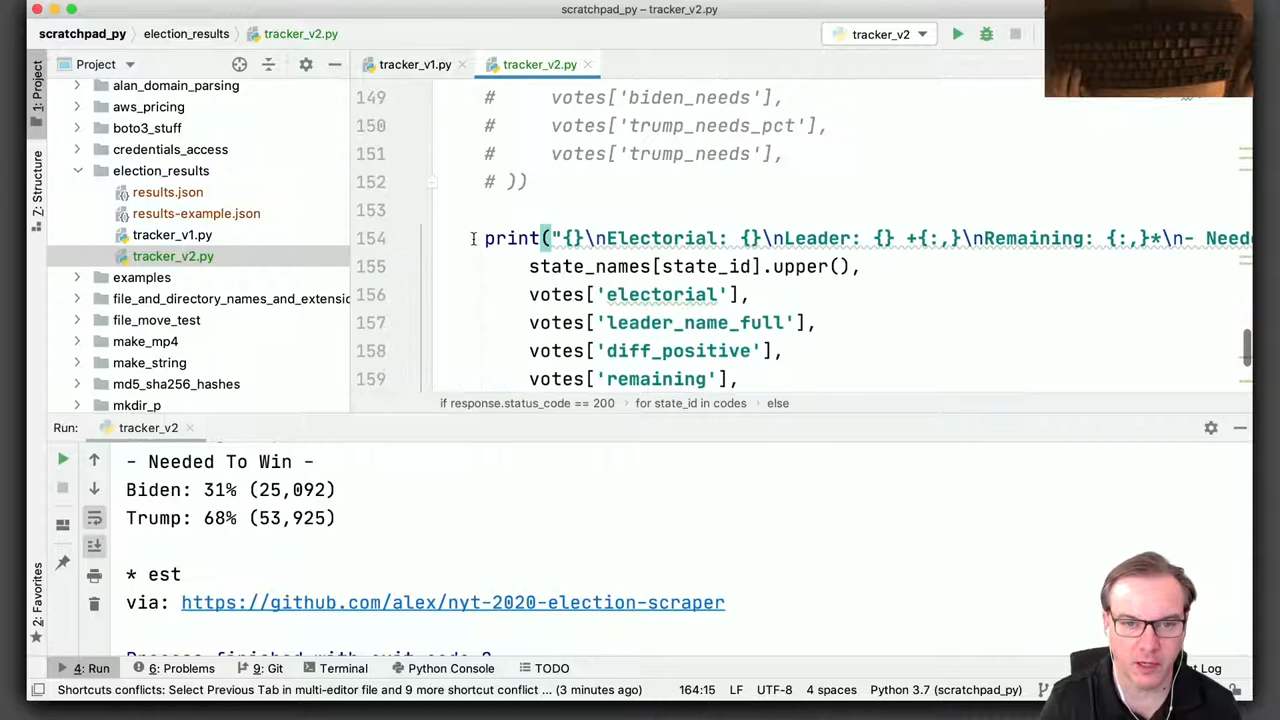 scratchpad_py – tracker_v2.py
scratchpad_py election_results tracker_v2.py
tracker_v2
1: Project
Z: Structure
2: Favorites
Project
alan_domain_parsing
aws_pricing
boto3_stuff
credentials_access
election_results
results.json
results-example.json
tracker_v1.py
tracker_v2.py
examples
file_and_directory_names_and_extensio
file_move_test
make_mp4
make_string
md5_sha256_hashes
mkdir_p
tracker_v1.py tracker_v2.py
149 # votes['biden_needs'],
150 # votes['trump_needs_pct'],
151 # votes['trump_needs'],
152 # ))
153
154 print("{}\nElectorial: {}\nLeader: {} +{:,}\nRemaining: {:,}*\n- Neede
155 state_names[state_id].upper(),
156 votes['electorial'],
157 votes['leader_name_full'],
158 votes['diff_positive'],
159 votes['remaining'],
if response.status_code == 200 for state_id in codes else
Run: tracker_v2
- Needed To Win -
Biden: 31% (25,092)
Trump: 68% (53,925)
* est
via: https://github.com/alex/nyt-2020-election-scraper
4: Run 6: Problems 9: Git Terminal Python Console TODO t Log
Shortcuts conflicts: Select Previous Tab in multi-editor file and 9 more shortcut conflict ... (3 minutes ago) 164:15 LF UTF-8 4 spaces Python 3.7 (scratchpad_py)